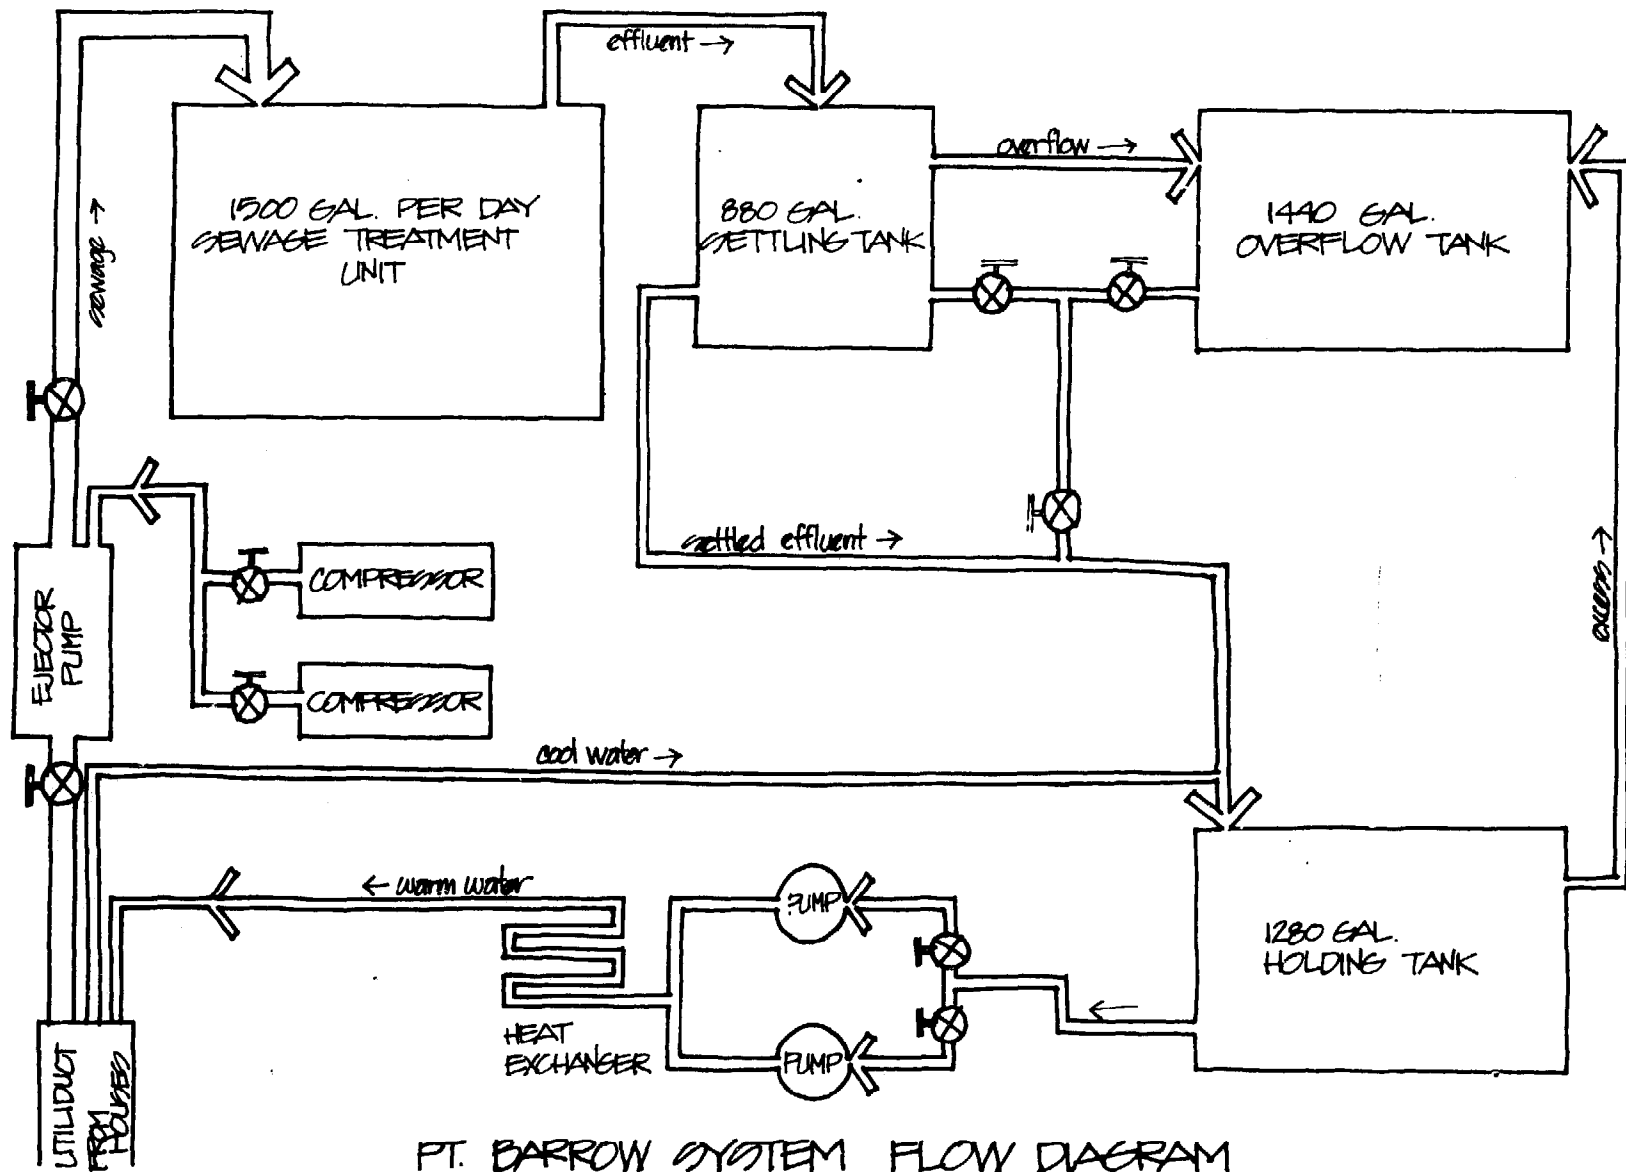 effluent →
overflow →
1500 GAL. PER DAY
SEWAGE TREATMENT
UNIT
880 GAL.
SETTLING TANK
1440 GAL.
OVERFLOW TANK
sewage →
settled effluent →
COMPRESSOR
COMPRESSOR
EJECTOR
PUMP
excess →
cool water →
← warm water
PUMP
PUMP
1280 GAL.
HOLDING TANK
HEAT
EXCHANGER
UTILIDUCT
FROM
HOUSES
PT. BARROW SYSTEM FLOW DIAGRAM